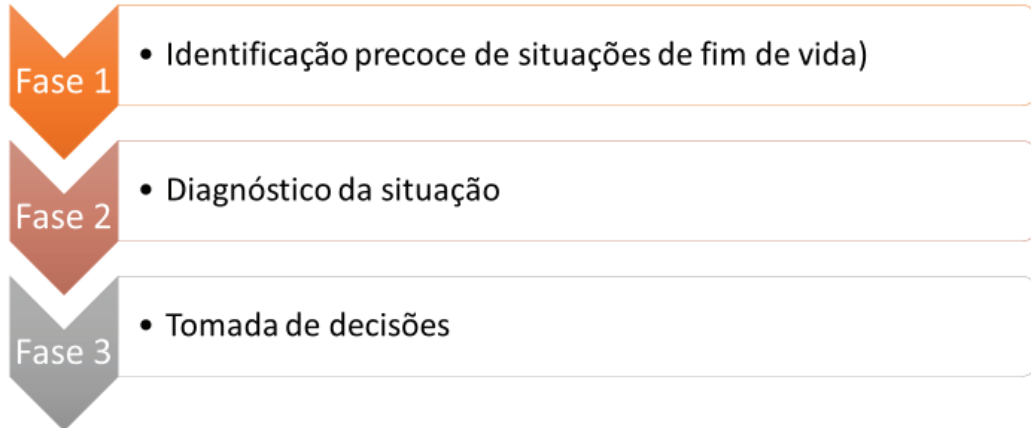 Fase 1
• Identificação precoce de situações de fim de vida)
Fase 2
• Diagnóstico da situação
Fase 3
• Tomada de decisões